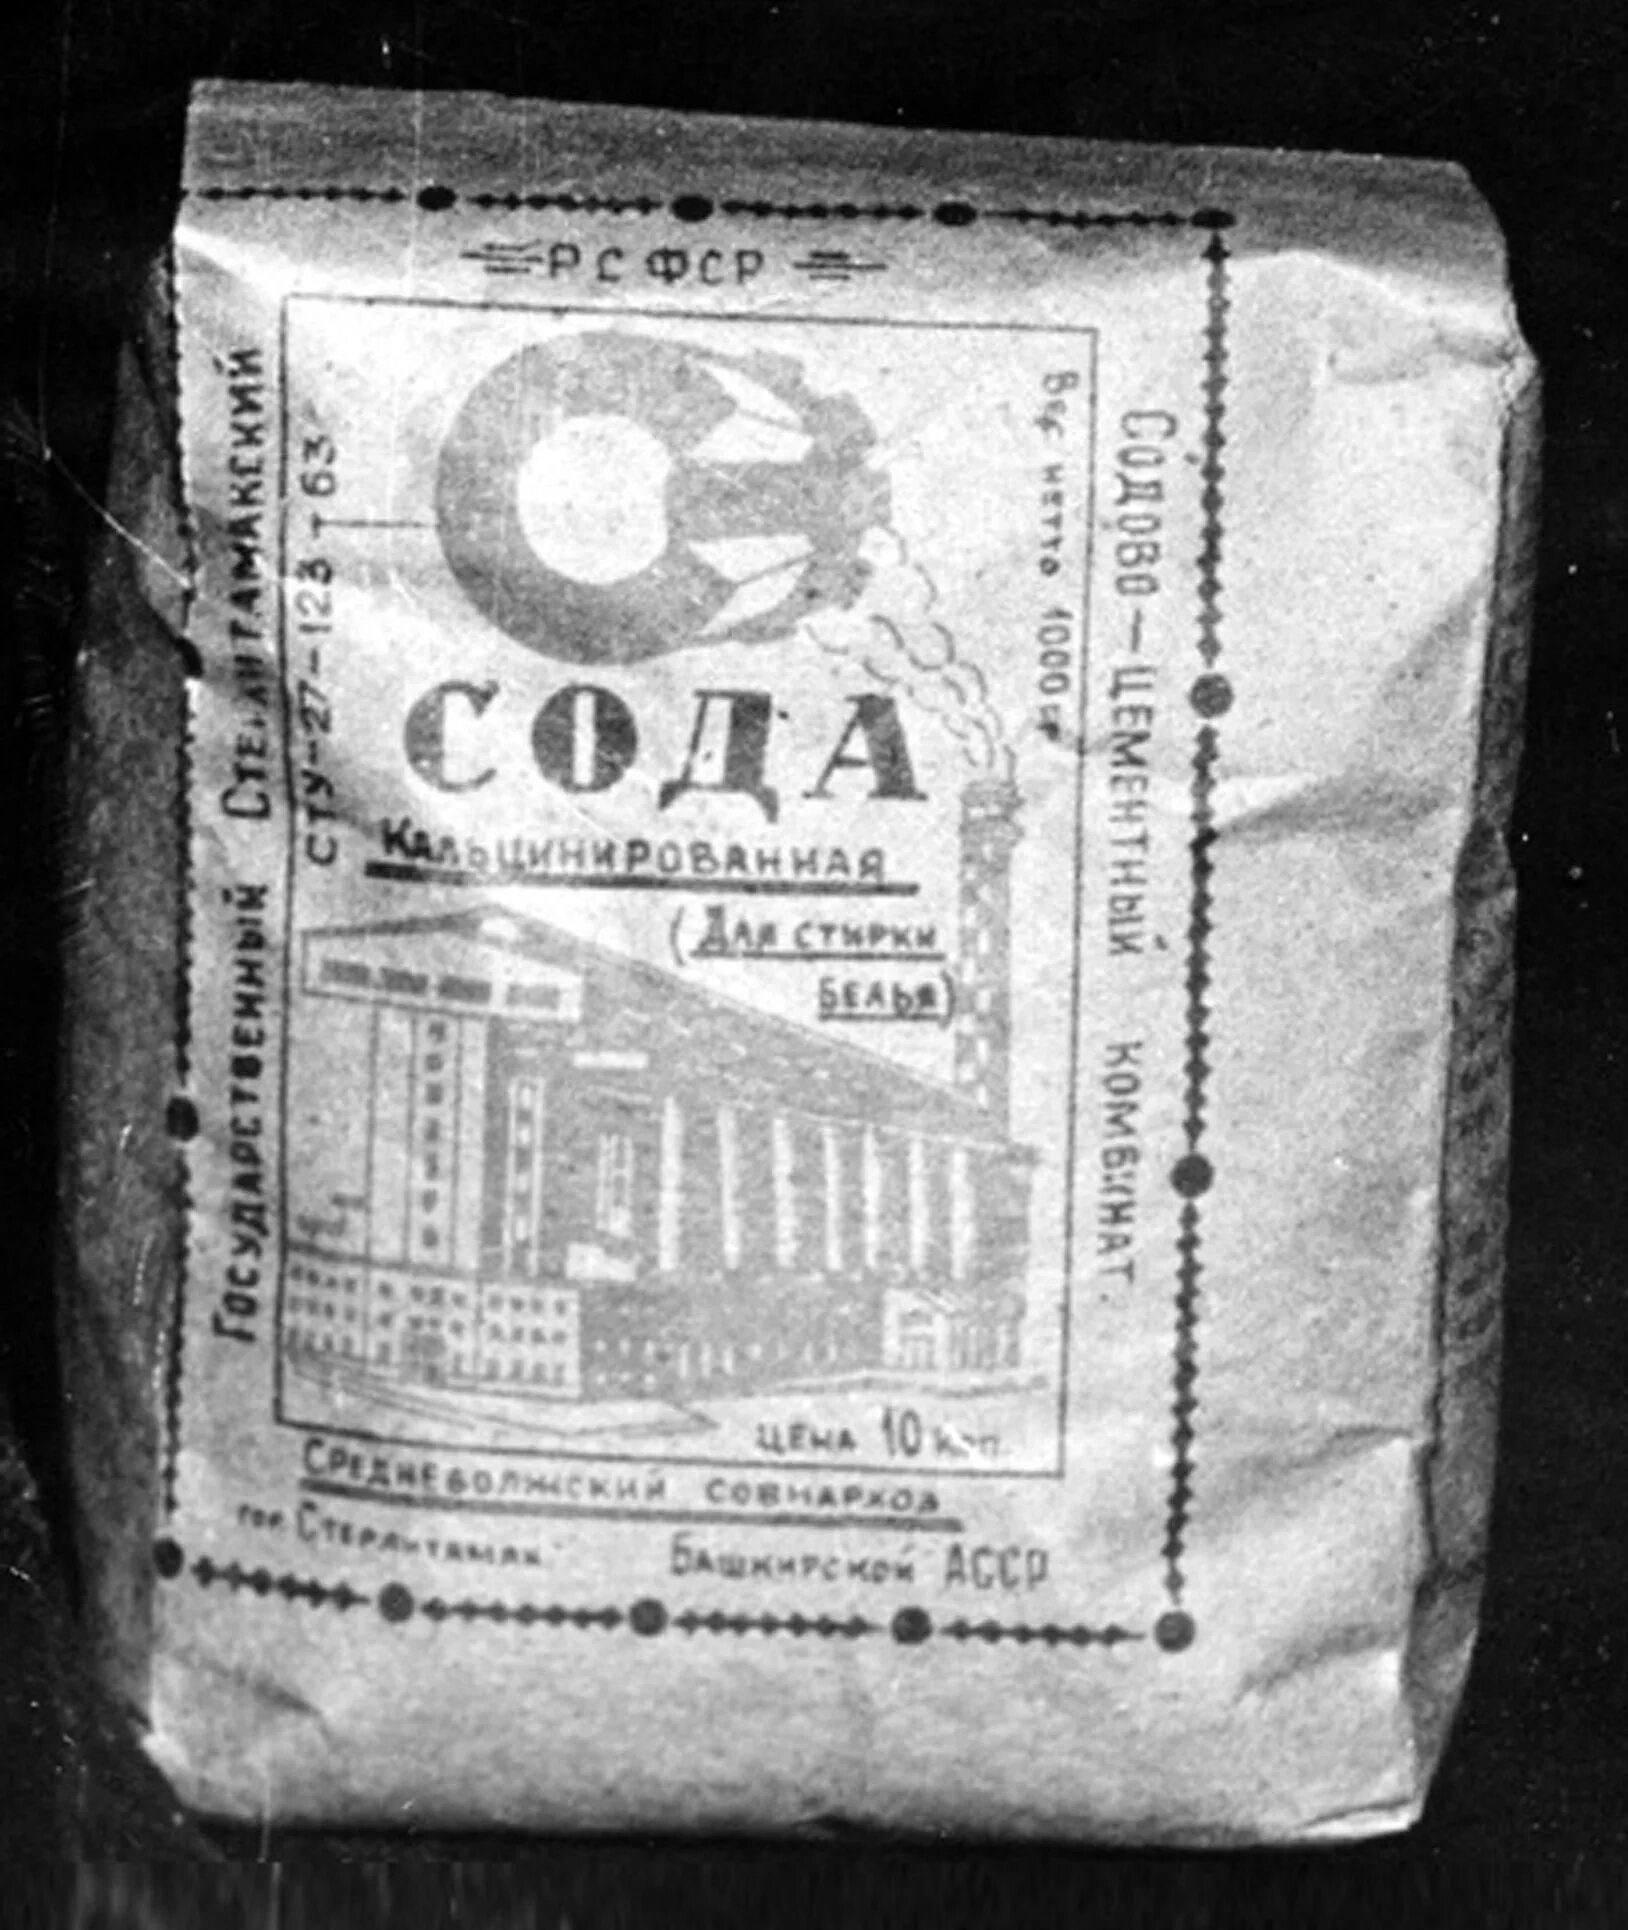 РСФСР
Государственный Стерлитамакский
СТУ-27-123-63
Вес нетто 1000 гр
Содово-цементный комбинат.
СОДА
Кальцинированная
(Для стирки
белья)
цена 10 коп.
Средневолжский совнархоз
гор. Стерлитамак
Башкирской АССР